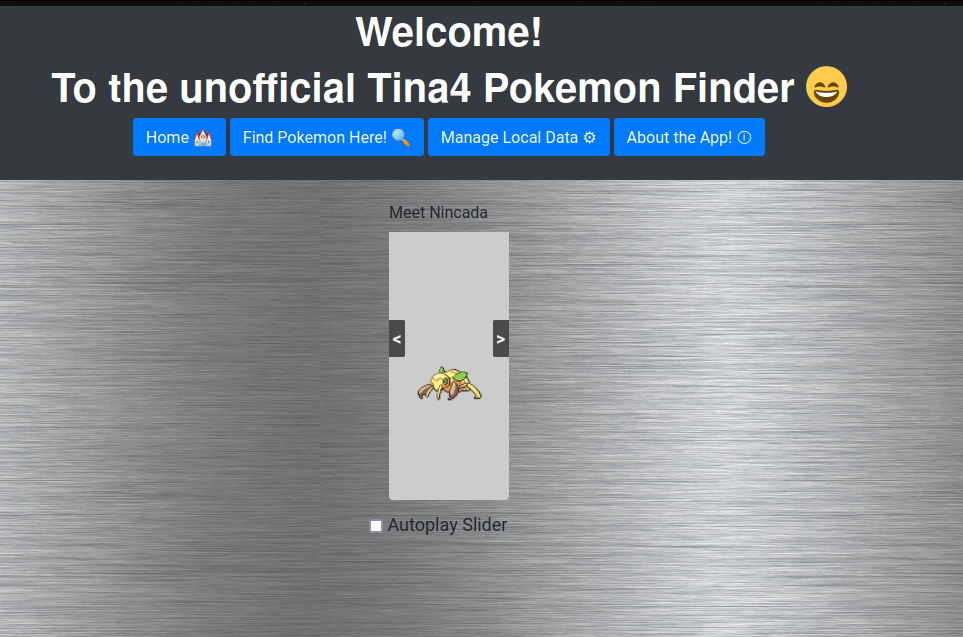 Welcome!
To the unofficial Tina4 Pokemon Finder 😄
Home 🏰 Find Pokemon Here! 🔍 Manage Local Data ⚙ About the App! ⓘ
Meet Nincada
< >
Autoplay Slider